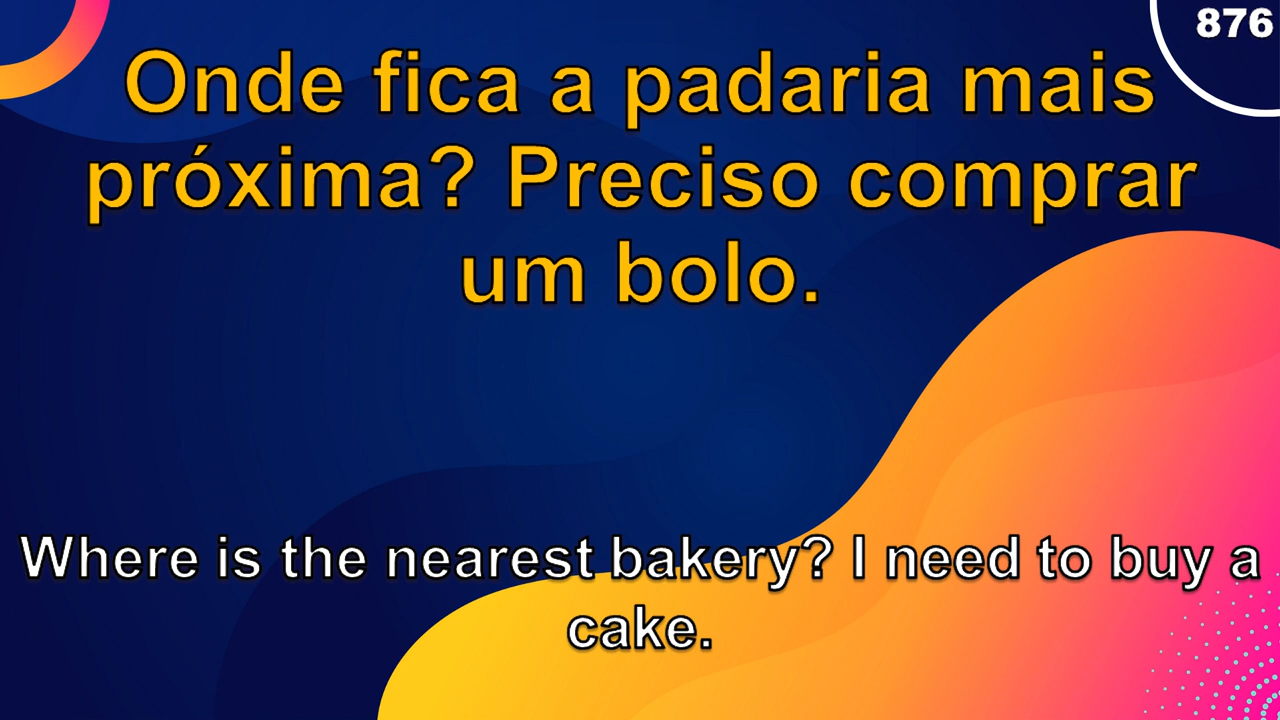 876
Onde fica a padaria mais
próxima? Preciso comprar
um bolo.
Where is the nearest bakery? I need to buy a
cake.